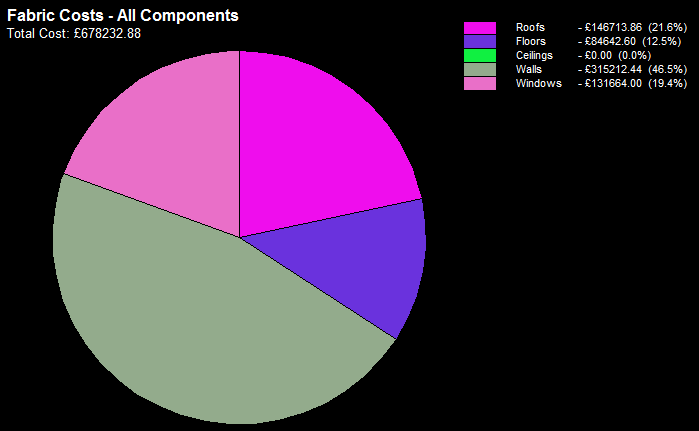 Fabric Costs - All Components
Total Cost: £678232.88
Roofs - £146713.86 (21.6%)
Floors - £84642.60 (12.5%)
Ceilings - £0.00 (0.0%)
Walls - £315212.44 (46.5%)
Windows - £131664.00 (19.4%)